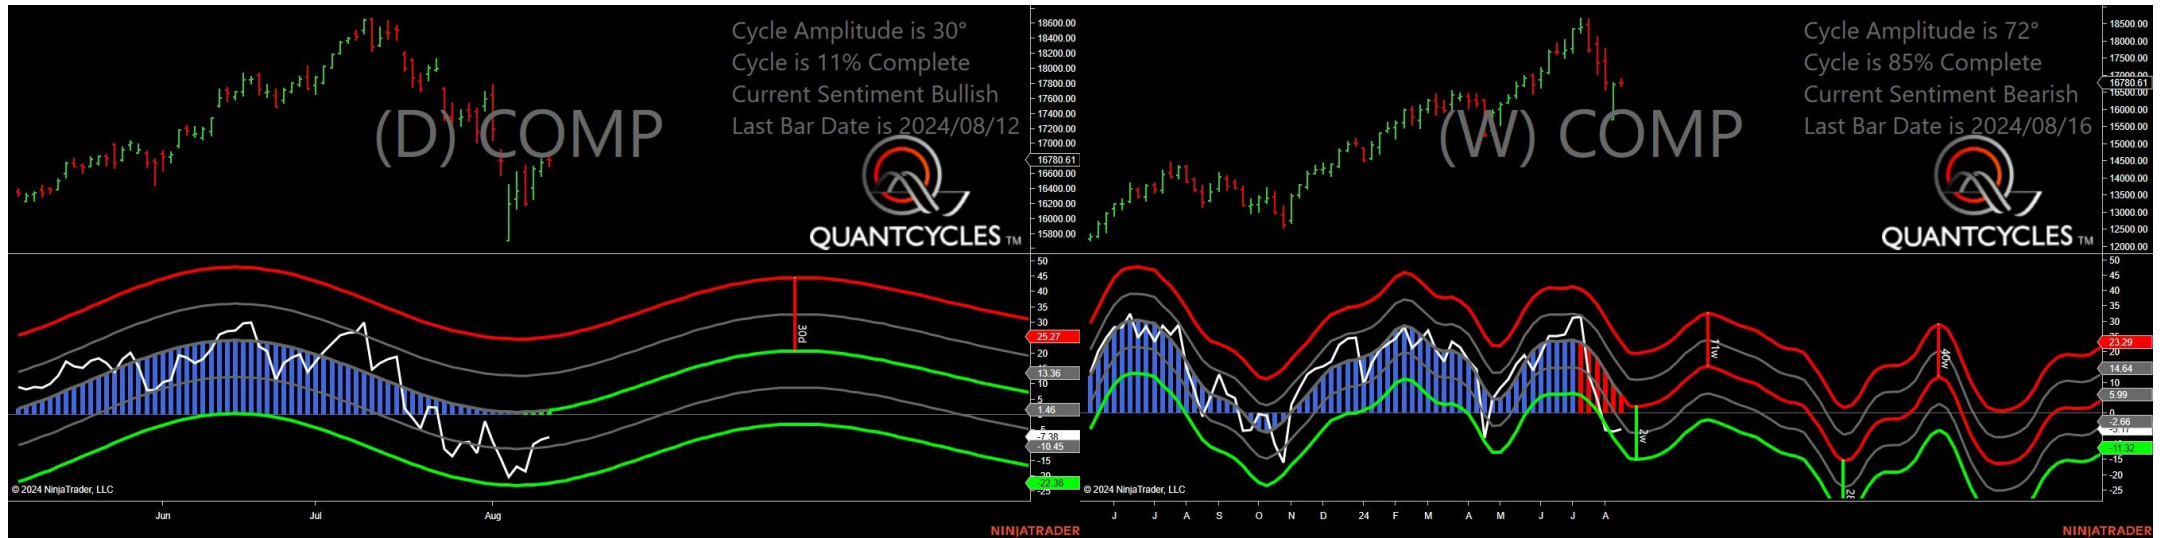 Cycle Amplitude is 30°
Cycle is 11% Complete
Current Sentiment Bullish
Last Bar Date is 2024/08/12
(D) COMP
QUANTCYCLES TM
18600.00
18400.00
18200.00
18000.00
17800.00
17600.00
17400.00
17200.00
17000.00
16780.61
16600.00
16400.00
16200.00
16000.00
15800.00
50
45
40
35
30
25.27
20
13.36
10
5
1.46
-7.38
-10.45
-15
-22.36
-25
30d
© 2024 NinjaTrader, LLC
Jun
Jul
Aug
NINJATRADER
Cycle Amplitude is 72°
Cycle is 85% Complete
Current Sentiment Bearish
Last Bar Date is 2024/08/16
(W) COMP
QUANTCYCLES TM
18500.00
18000.00
17500.00
17000.00
16780.61
16500.00
16000.00
15500.00
15000.00
14500.00
14000.00
13500.00
13000.00
12500.00
12000.00
50
45
40
35
30
23.29
20
14.64
10
5.99
0
-2.66
-11.32
-15
-20
-25
11w
40w
2w
© 2024 NinjaTrader, LLC
J J A S O N D 24 F M A M J J A
NINJATRADER